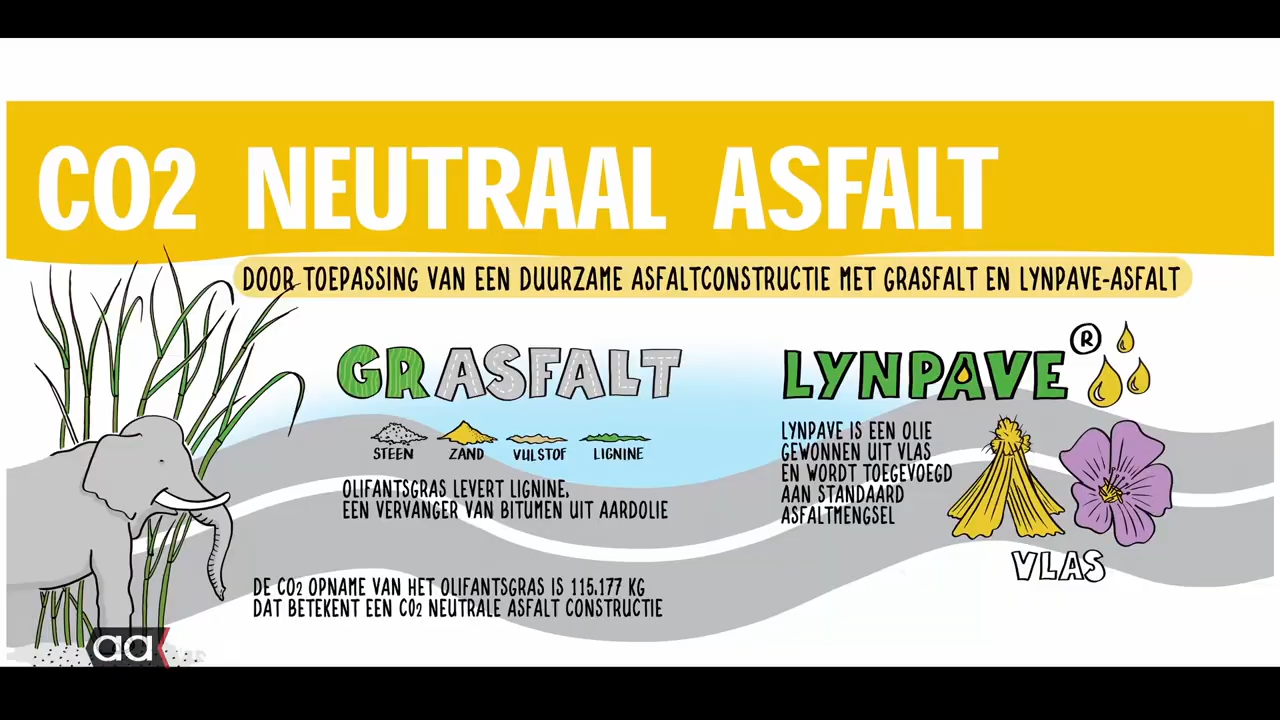 CO2 NEUTRAAL ASFALT
DOOR TOEPASSING VAN EEN DUURZAME ASFALTCONSTRUCTIE MET GRASFALT EN LYNPAVE-ASFALT
GRASFALT
STEEN ZAND VULSTOF LIGNINE
OLIFANTSGRAS LEVERT LIGNINE,
EEN VERVANGER VAN BITUMEN UIT AARDOLIE
DE CO2 OPNAME VAN HET OLIFANTSGRAS IS 115.177 KG
DAT BETEKENT EEN CO2 NEUTRALE ASFALT CONSTRUCTIE
LYNPAVE®
LYNPAVE IS EEN OLIE
GEWONNEN UIT VLAS
EN WORDT TOEGEVOEGD
AAN STANDAARD
ASFALTMENGSEL
VLAS
aa